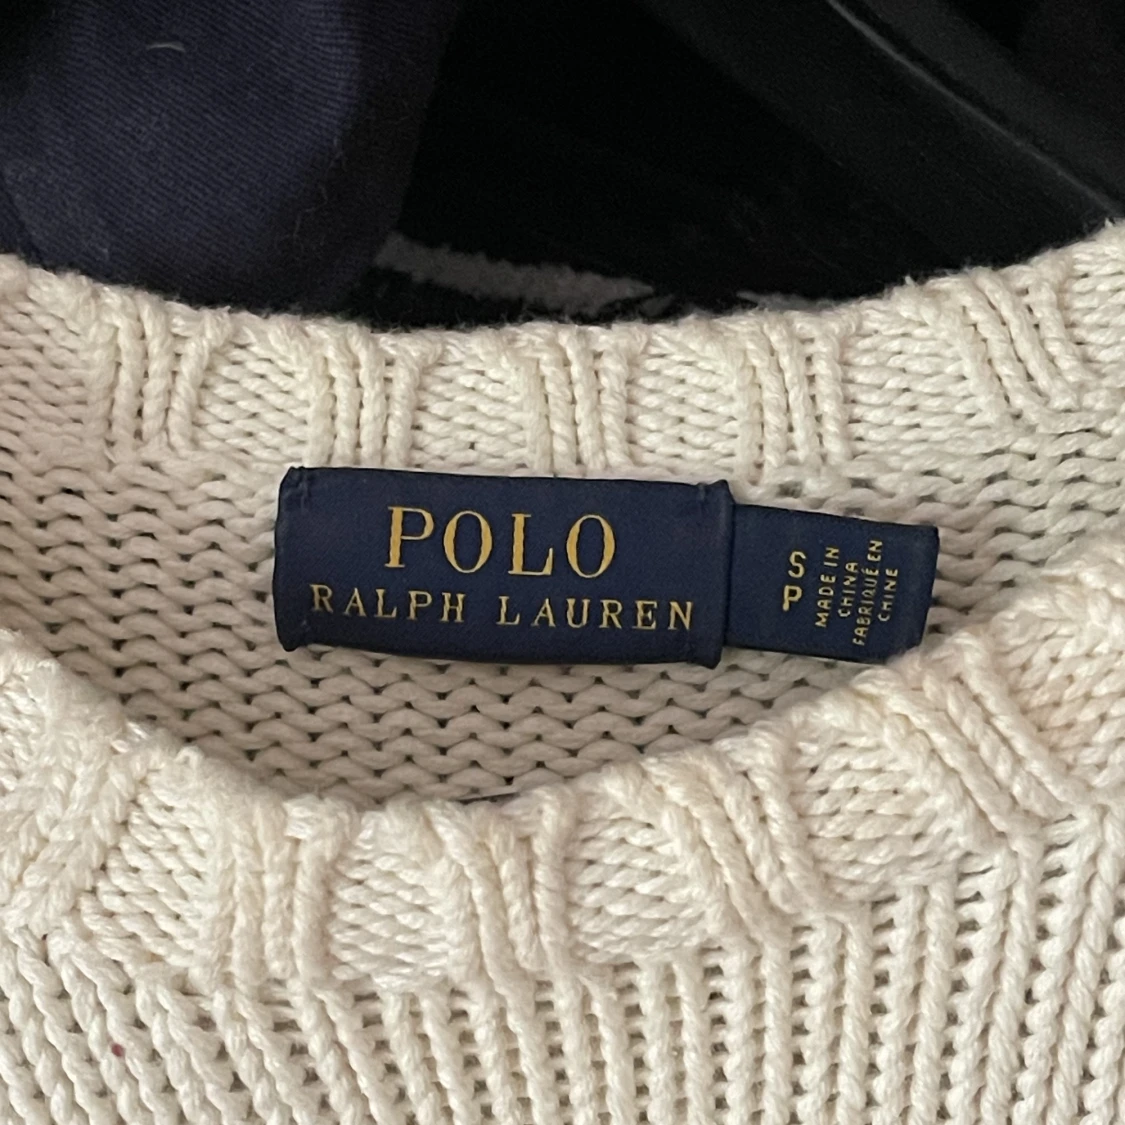 POLO
RALPH LAUREN
S
P
MADE IN
CHINA
FABRIQUÉ EN
CHINE